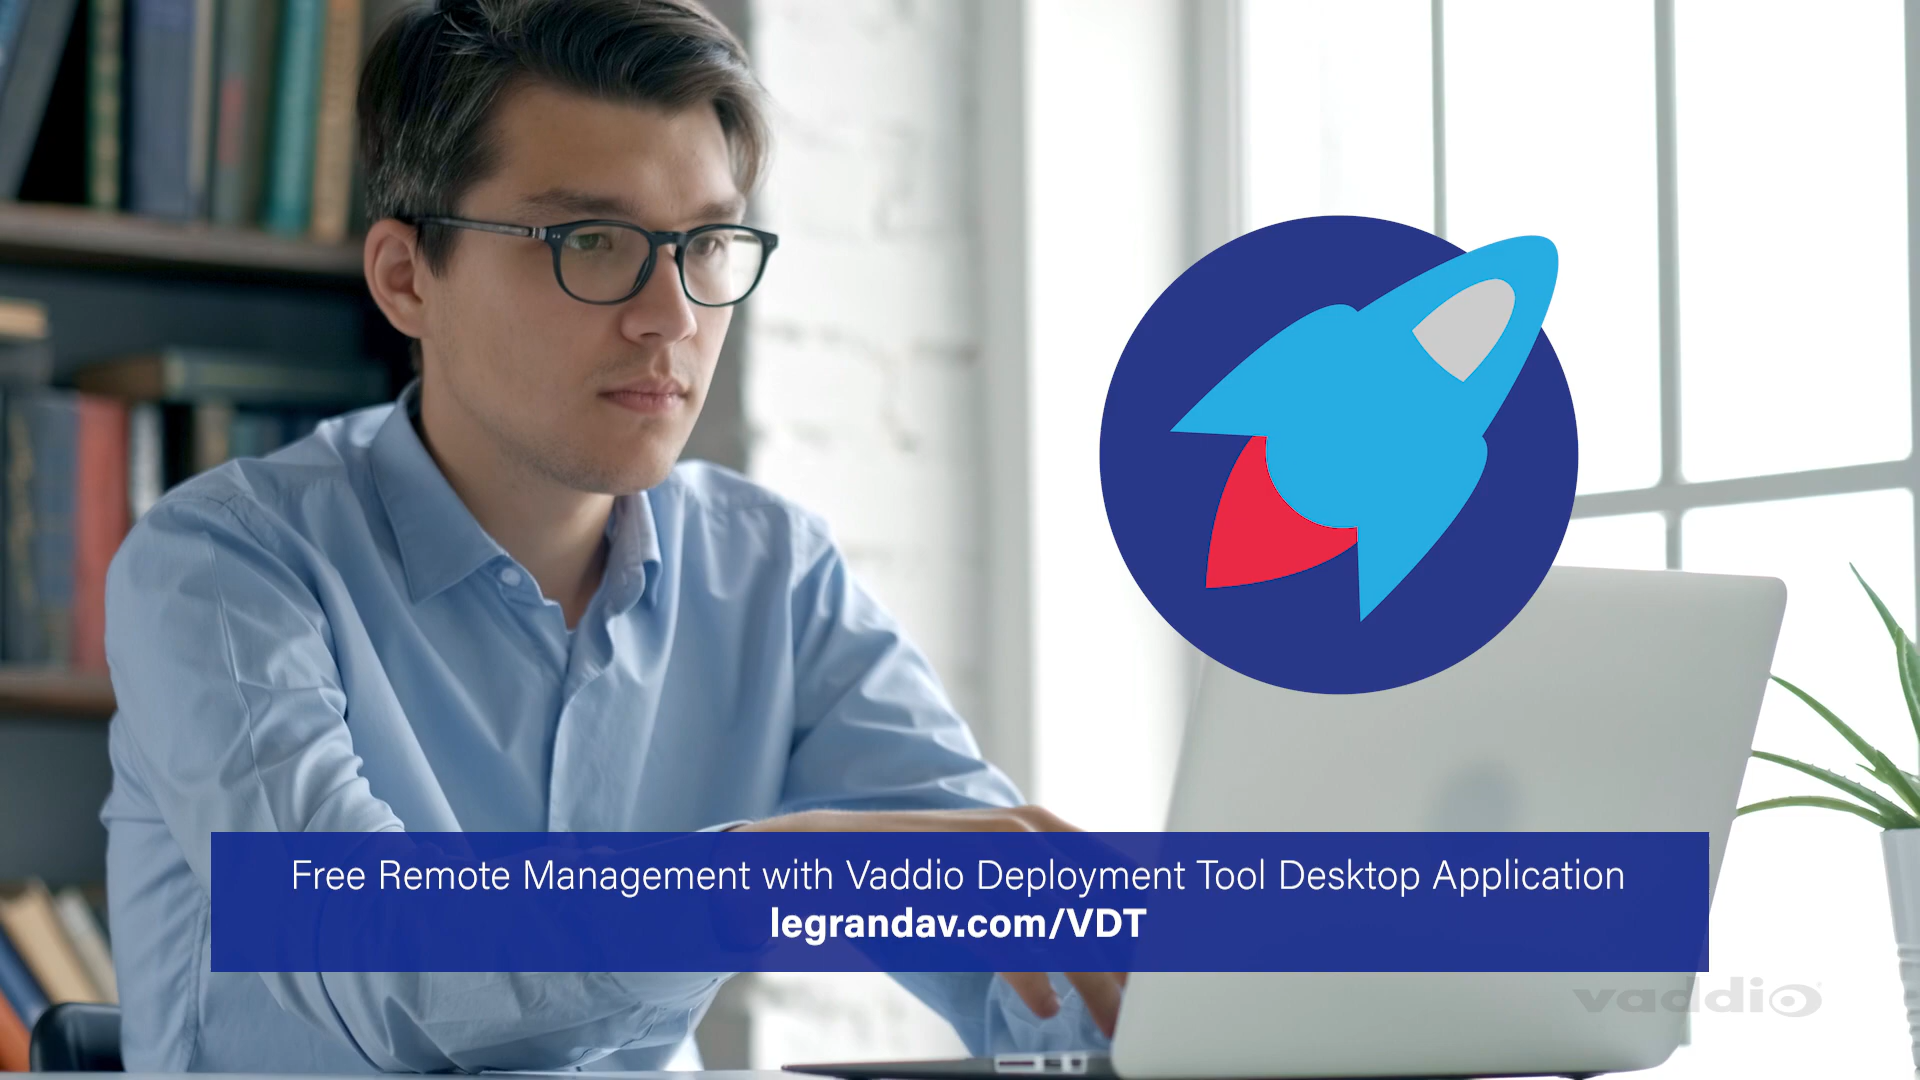 Free Remote Management with Vaddio Deployment Tool Desktop Application
legrandav.com/VDT
vaddio